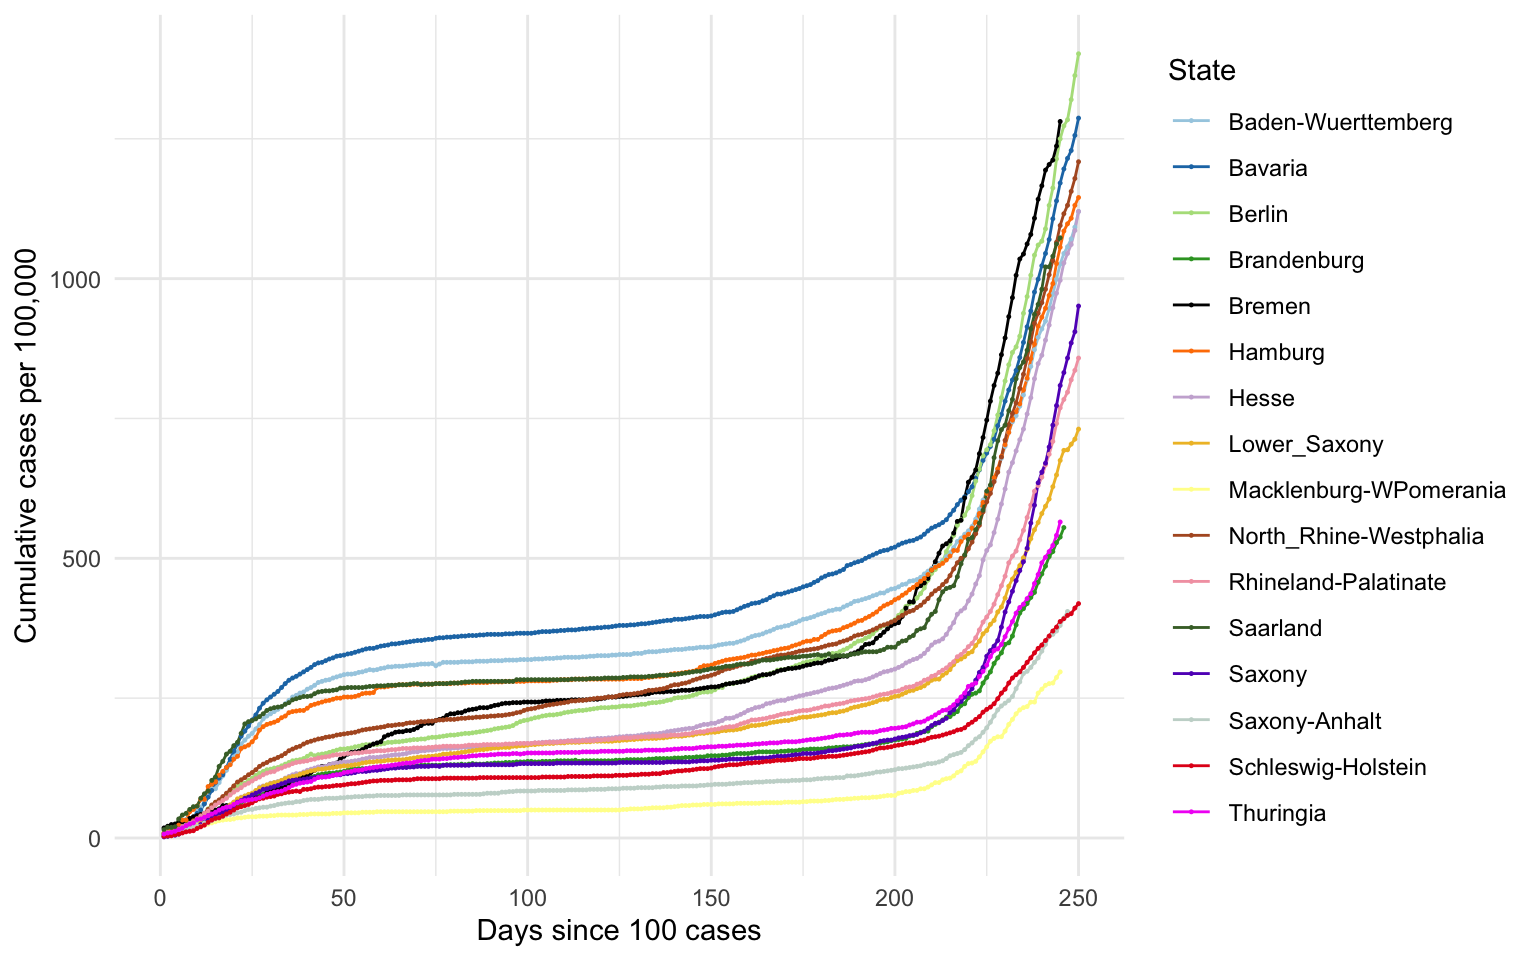 State
Baden-Wuerttemberg
Bavaria
Berlin
Brandenburg
Bremen
Hamburg
Hesse
Lower_Saxony
Macklenburg-WPomerania
North_Rhine-Westphalia
Rhineland-Palatinate
Saarland
Saxony
Saxony-Anhalt
Schleswig-Holstein
Thuringia
Cumulative cases per 100,000
1000
500
0
0 50 100 150 200 250
Days since 100 cases